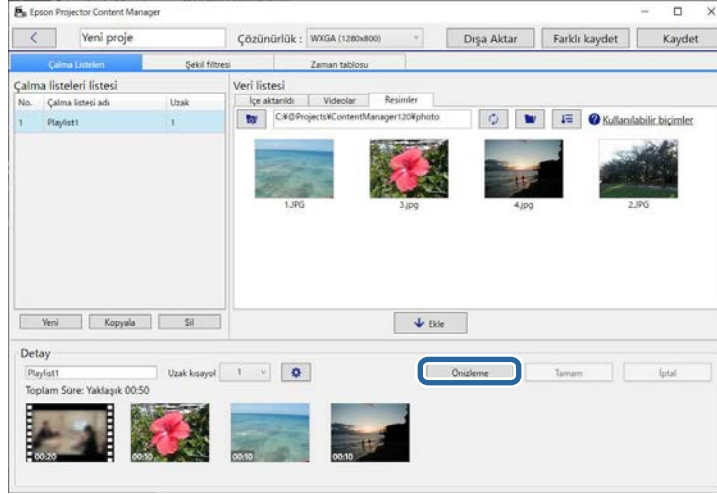 Epson Projector Content Manager
Yeni proje
Çözünürlük : WXGA (1280x800)
Dışa Aktar
Farklı kaydet
Kaydet
Çalma Listeleri
Şekil filtresi
Zaman tablosu
Çalma listeleri listesi
No. Çalma listesi adı Uzak
1 Playlist1 1
Yeni
Kopyala
Sil
Veri listesi
İçe aktarıldı
Videolar
Resimler
C:¥@Projects¥ContentManager120¥photo
Kullanılabilir biçimler
1.JPG
3.jpg
4.jpg
2.JPG
Ekle
Detay
Playlist1
Uzak kısayol 1
Önizleme
Tamam
İptal
Toplam Süre: Yaklaşık 00:50
00:20
00:10
00:10
00:10